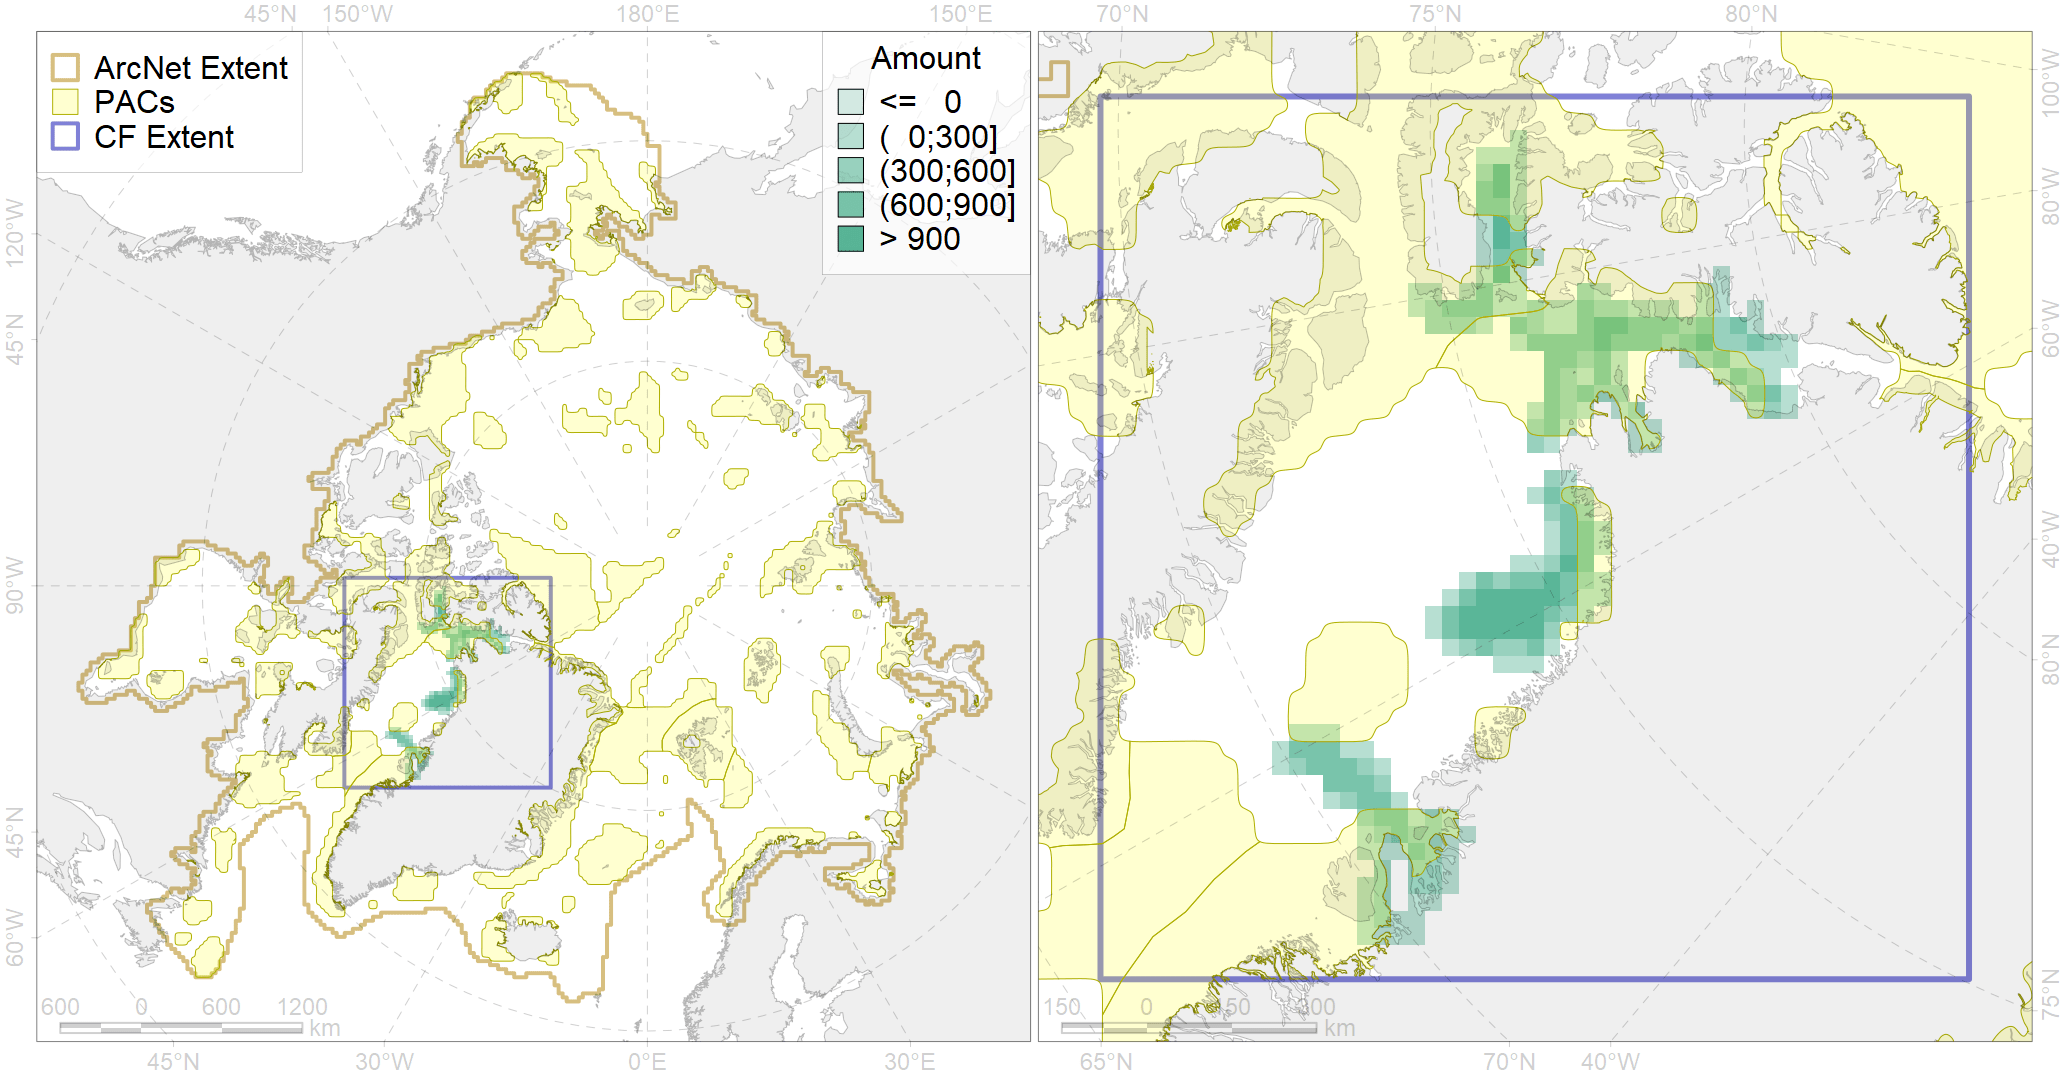 45°N 150°W 180°E 150°E 70°N 75°N 80°N
ArcNet Extent
PACs
CF Extent
Amount
<= 0
( 0;300]
(300;600]
(600;900]
> 900
120°W
45°N
90°W
45°N
60°W
100°W
80°W
60°W
40°W
80°N
75°N
600 0 600 1200
km
150 0 150 300
km
45°N 30°W 0°E 30°E 65°N 70°N 40°W